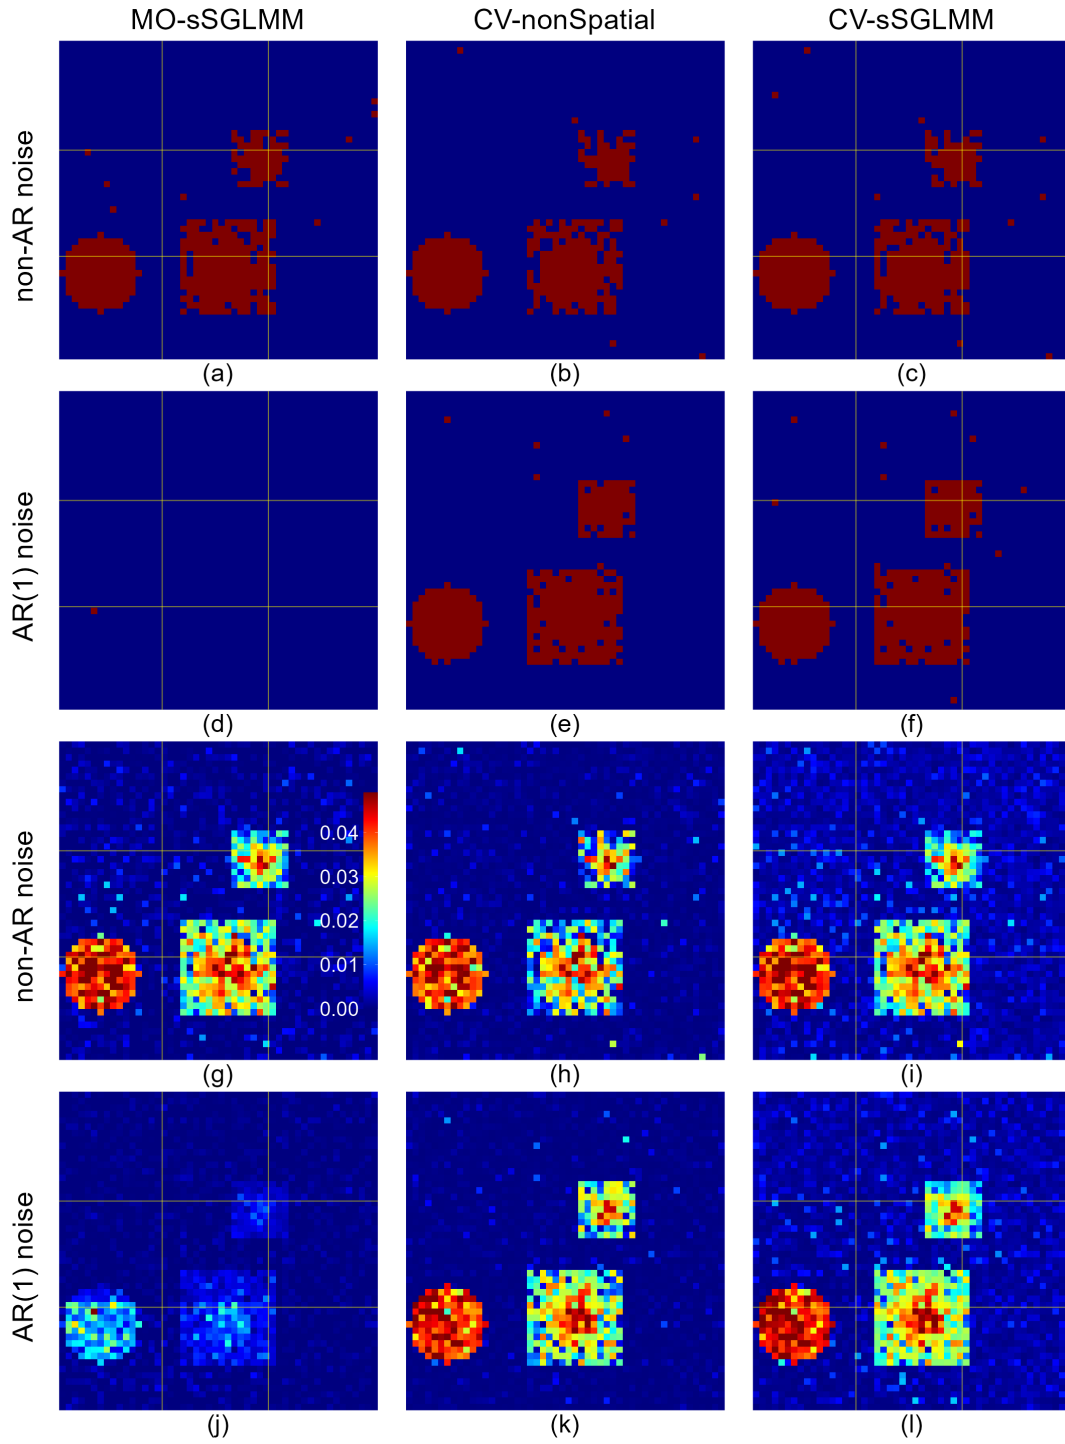 MO-sSGLMM CV-nonSpatial CV-sSGLMM
non-AR noise
(a) (b) (c)
AR(1) noise
(d) (e) (f)
non-AR noise
0.04
0.03
0.02
0.01
0.00
(g) (h) (i)
AR(1) noise
(j) (k) (l)